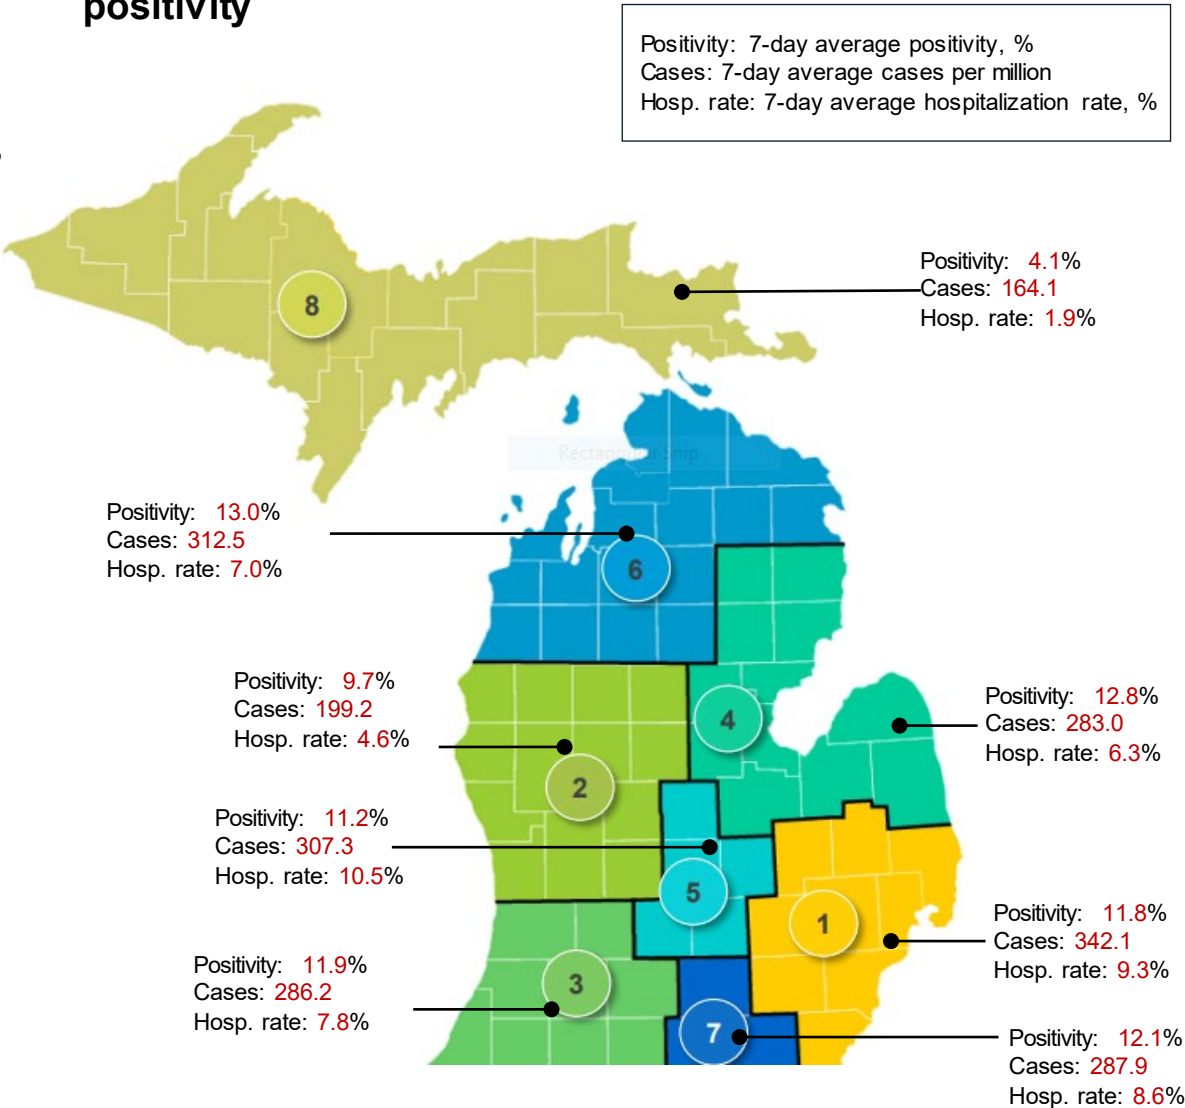 positivity
Positivity: 7-day average positivity, %
Cases: 7-day average cases per million
Hosp. rate: 7-day average hospitalization rate, %
Positivity: 4.1%
Cases: 164.1
Hosp. rate: 1.9%
8
Rectangular Snip
Positivity: 13.0%
Cases: 312.5
Hosp. rate: 7.0%
6
Positivity: 9.7%
Cases: 199.2
Hosp. rate: 4.6%
4
Positivity: 12.8%
Cases: 283.0
Hosp. rate: 6.3%
2
Positivity: 11.2%
Cases: 307.3
Hosp. rate: 10.5%
5
1
Positivity: 11.8%
Cases: 342.1
Hosp. rate: 9.3%
Positivity: 11.9%
Cases: 286.2
Hosp. rate: 7.8%
3
7
Positivity: 12.1%
Cases: 287.9
Hosp. rate: 8.6%